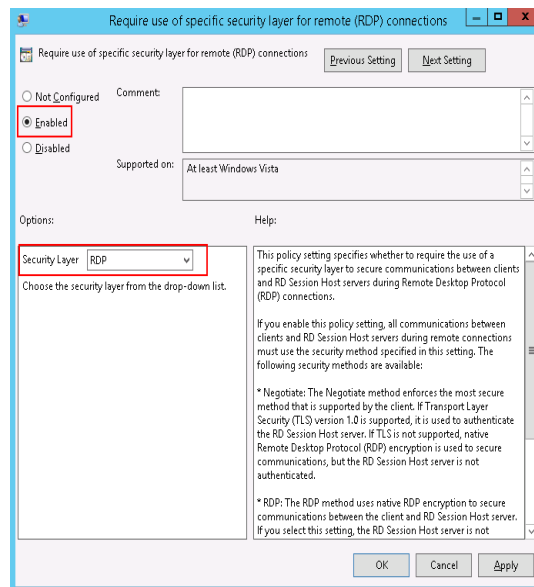 Require use of specific security layer for remote (RDP) connections
Require use of specific security layer for remote (RDP) connections
Previous Setting
Next Setting
Not Configured
Comment:
Enabled
Disabled
Supported on:
At least Windows Vista
Options:
Help:
Security Layer
RDP
Choose the security layer from the drop-down list.
This policy setting specifies whether to require the use of a
specific security layer to secure communications between clients
and RD Session Host servers during Remote Desktop Protocol
(RDP) connections.
If you enable this policy setting, all communications between
clients and RD Session Host servers during remote connections
must use the security method specified in this setting. The
following security methods are available:
* Negotiate: The Negotiate method enforces the most secure
method that is supported by the client. If Transport Layer
Security (TLS) version 1.0 is supported, it is used to authenticate
the RD Session Host server. If TLS is not supported, native
Remote Desktop Protocol (RDP) encryption is used to secure
communications, but the RD Session Host server is not
authenticated.
* RDP: The RDP method uses native RDP encryption to secure
communications between the client and RD Session Host server.
If you select this setting, the RD Session Host server is not
OK
Cancel
Apply